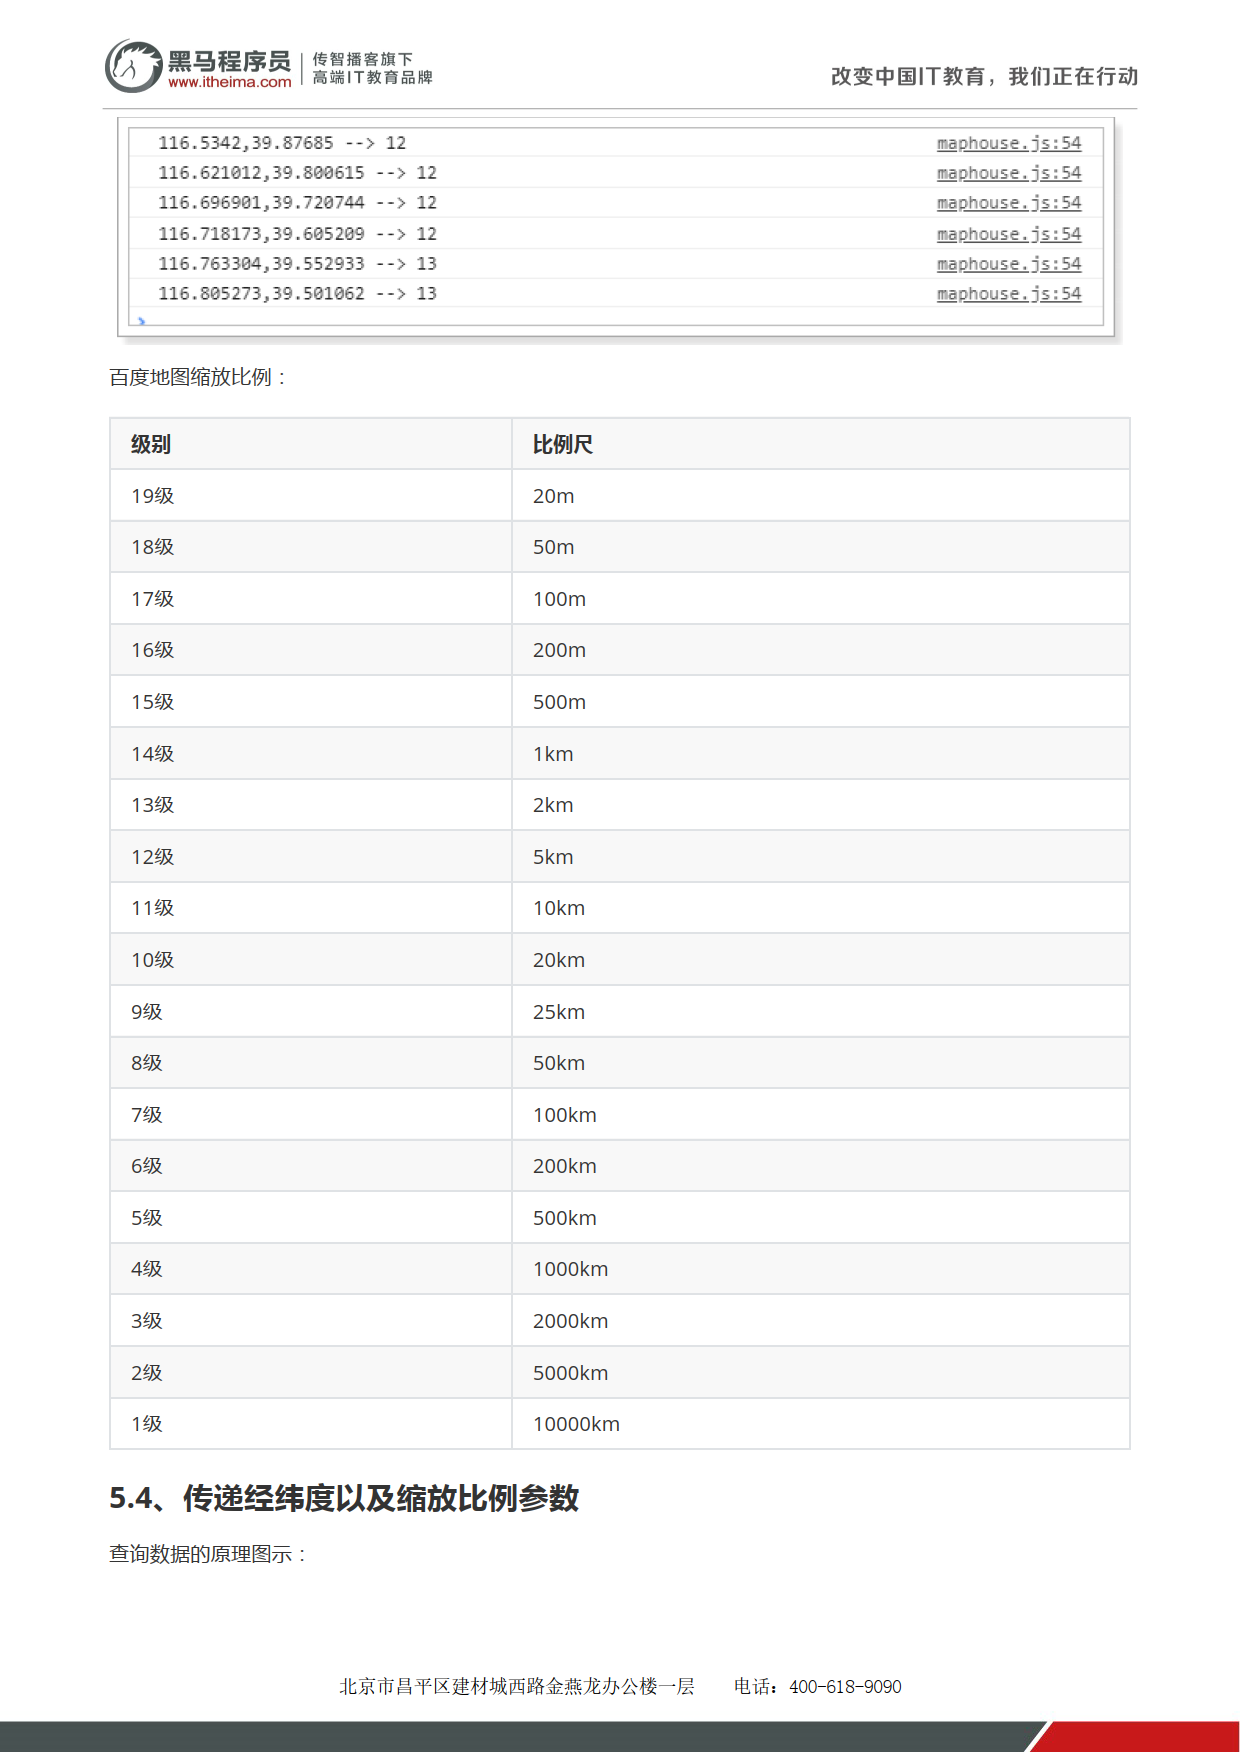 黑马程序员
www.itheima.com
传智播客旗下
高端IT教育品牌
改变中国IT教育，我们正在行动
116.5342,39.87685 --> 12 maphouse.js:54
116.621012,39.800615 --> 12 maphouse.js:54
116.696901,39.720744 --> 12 maphouse.js:54
116.718173,39.605209 --> 12 maphouse.js:54
116.763304,39.552933 --> 13 maphouse.js:54
116.805273,39.501062 --> 13 maphouse.js:54
百度地图缩放比例：
级别 比例尺
19级 20m
18级 50m
17级 100m
16级 200m
15级 500m
14级 1km
13级 2km
12级 5km
11级 10km
10级 20km
9级 25km
8级 50km
7级 100km
6级 200km
5级 500km
4级 1000km
3级 2000km
2级 5000km
1级 10000km
5.4、传递经纬度以及缩放比例参数
查询数据的原理图示：
北京市昌平区建材城西路金燕龙办公楼一层 电话：400-618-9090